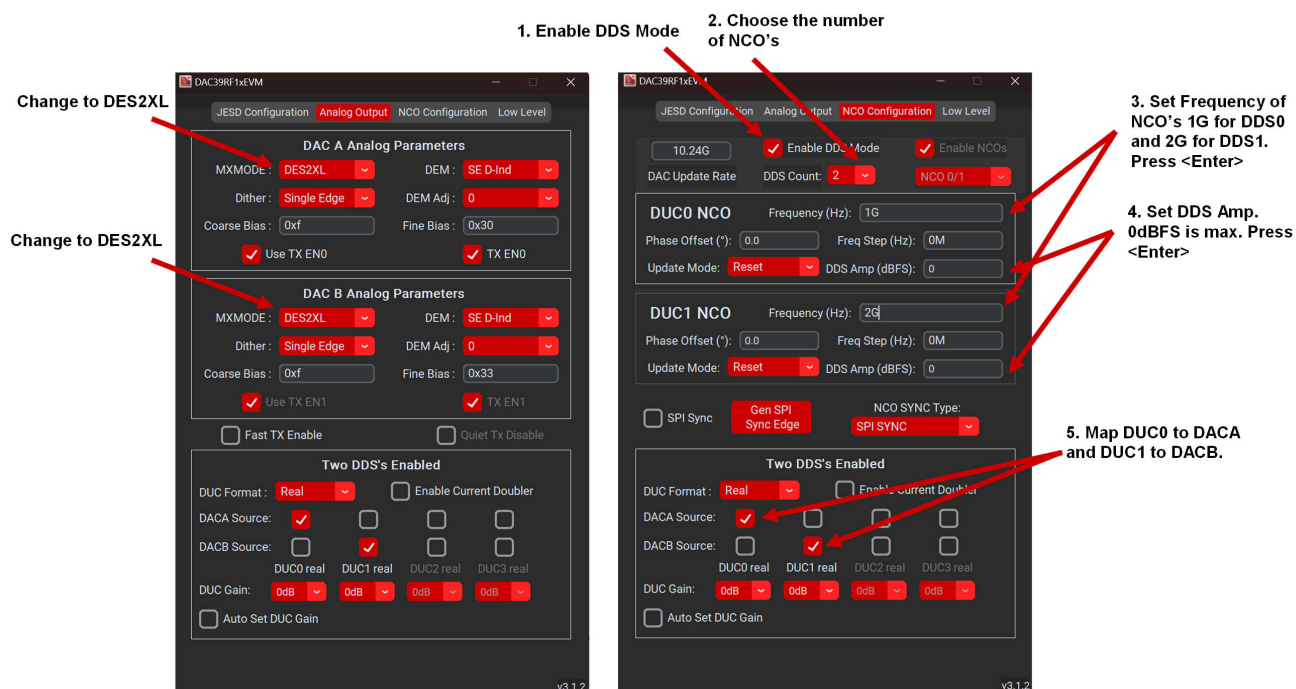 1. Enable DDS Mode
2. Choose the number
of NCO's
Change to DES2XL
Change to DES2XL
DAC39RF1xEVM
JESD Configuration Analog Output NCO Configuration Low Level
DAC A Analog Parameters
MXMODE : DES2XL DEM : SE D-Ind
Dither : Single Edge DEM Adj : 0
Coarse Bias : 0xf Fine Bias : 0x30
Use TX EN0 TX EN0
DAC B Analog Parameters
MXMODE : DES2XL DEM : SE D-Ind
Dither : Single Edge DEM Adj : 0
Coarse Bias : 0xf Fine Bias : 0x33
Use TX EN1 TX EN1
Fast TX Enable Quiet Tx Disable
Two DDS's Enabled
DUC Format : Real Enable Current Doubler
DACA Source:
DACB Source:
DUC0 real DUC1 real DUC2 real DUC3 real
DUC Gain: 0dB 0dB 0dB 0dB
Auto Set DUC Gain
v3.1.2
DAC39RF1xEVM
JESD Configuration Analog Output NCO Configuration Low Level
10.24G Enable DDS Mode Enable NCOs
DAC Update Rate DDS Count: 2 NCO 0/1
DUC0 NCO Frequency (Hz): 1G
Phase Offset (°): 0.0 Freq Step (Hz): 0M
Update Mode: Reset DDS Amp (dBFS): 0
DUC1 NCO Frequency (Hz): 2G
Phase Offset (°): 0.0 Freq Step (Hz): 0M
Update Mode: Reset DDS Amp (dBFS): 0
SPI Sync Gen SPI
Sync Edge NCO SYNC Type:
SPI SYNC
Two DDS's Enabled
DUC Format : Real Enable Current Doubler
DACA Source:
DACB Source:
DUC0 real DUC1 real DUC2 real DUC3 real
DUC Gain: 0dB 0dB 0dB 0dB
Auto Set DUC Gain
v3.1.2
3. Set Frequency of
NCO's 1G for DDS0
and 2G for DDS1.
Press <Enter>
4. Set DDS Amp.
0dBFS is max. Press
<Enter>
5. Map DUC0 to DACA
and DUC1 to DACB.